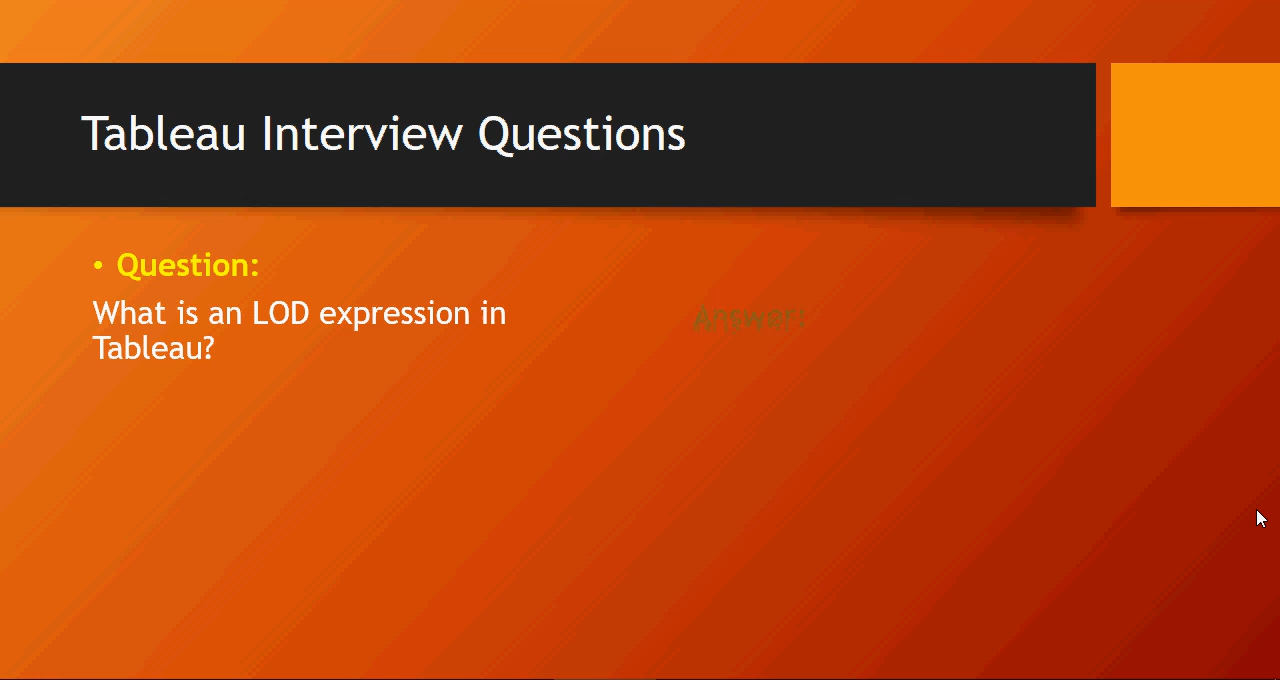 Tableau Interview Questions
• Question:
What is an LOD expression in
Tableau?
Answer: